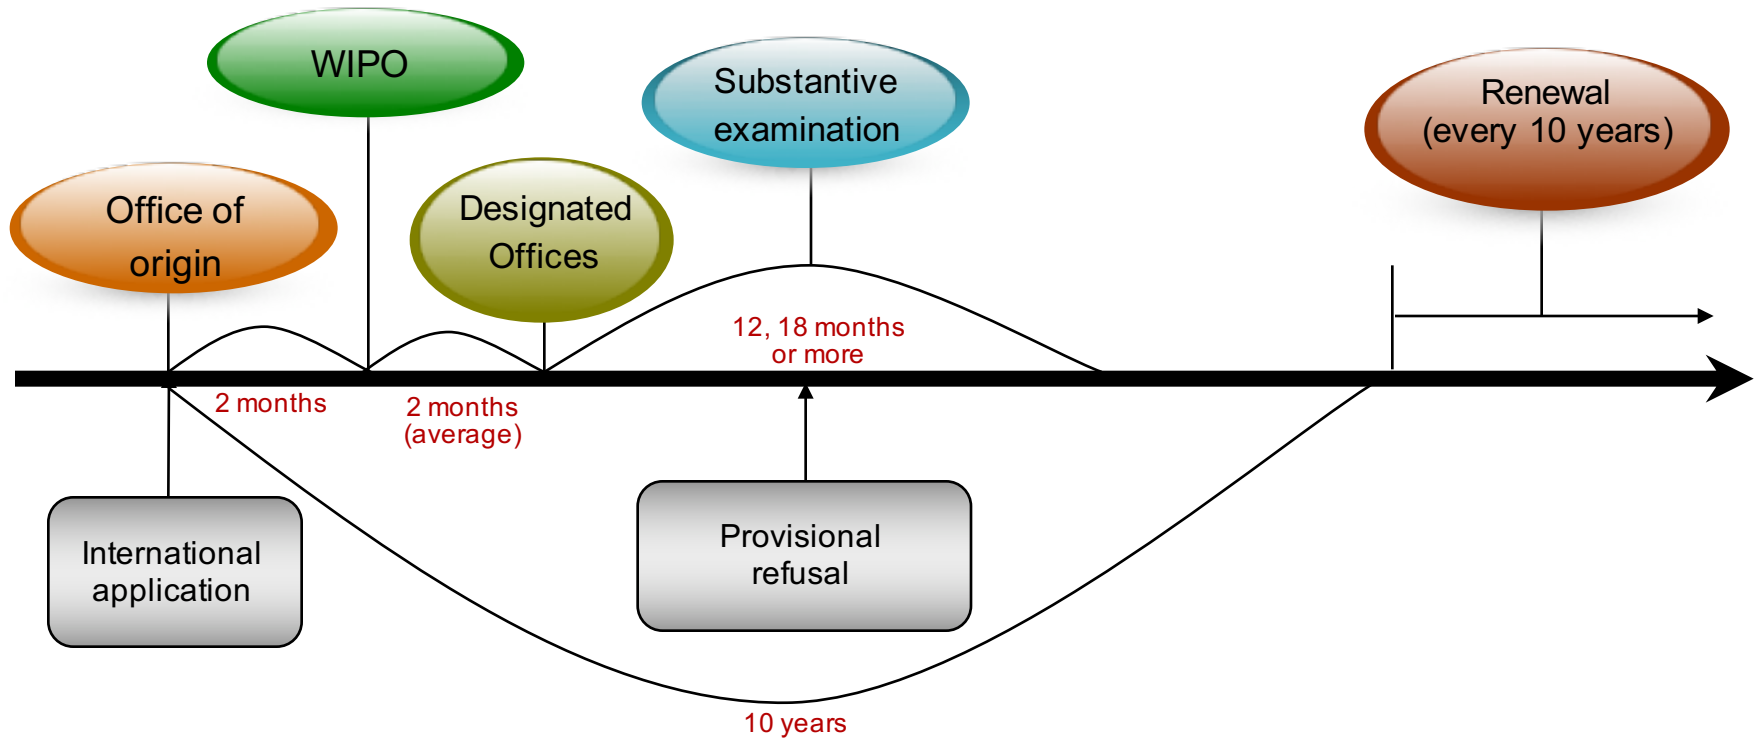 WIPO
Substantive
examination
Renewal
(every 10 years)
Office of
origin
Designated
Offices
12, 18 months
or more
2 months
2 months
(average)
International
application
Provisional
refusal
10 years